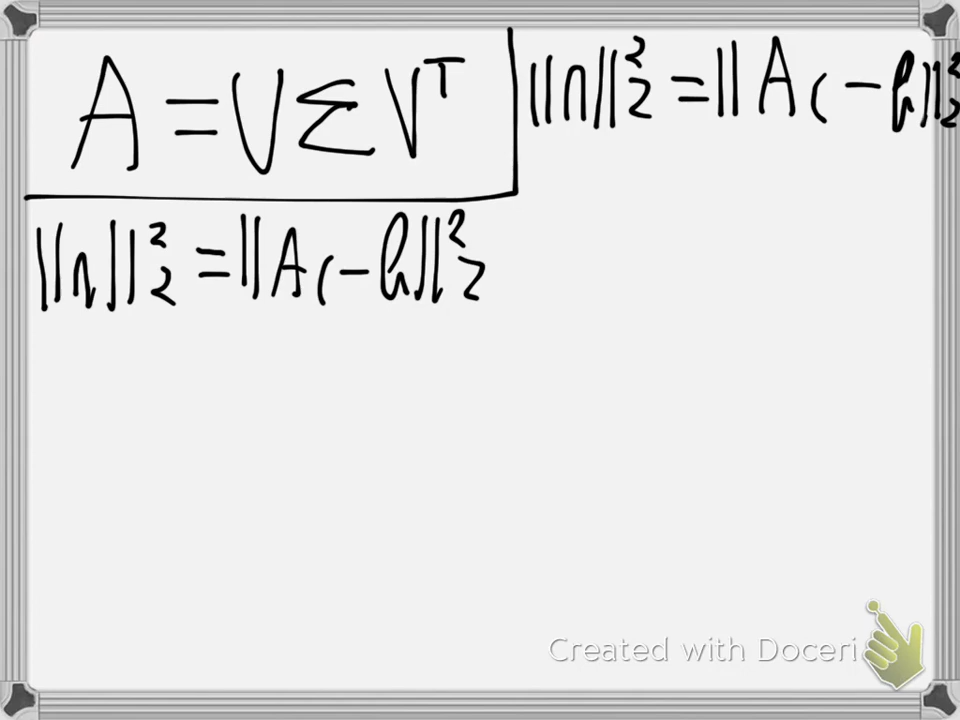 A = UΣV^T
||η||₂² = ||Ac - h||₂²
||η||₂² = ||Ac - h||₂²
Created with Doceri